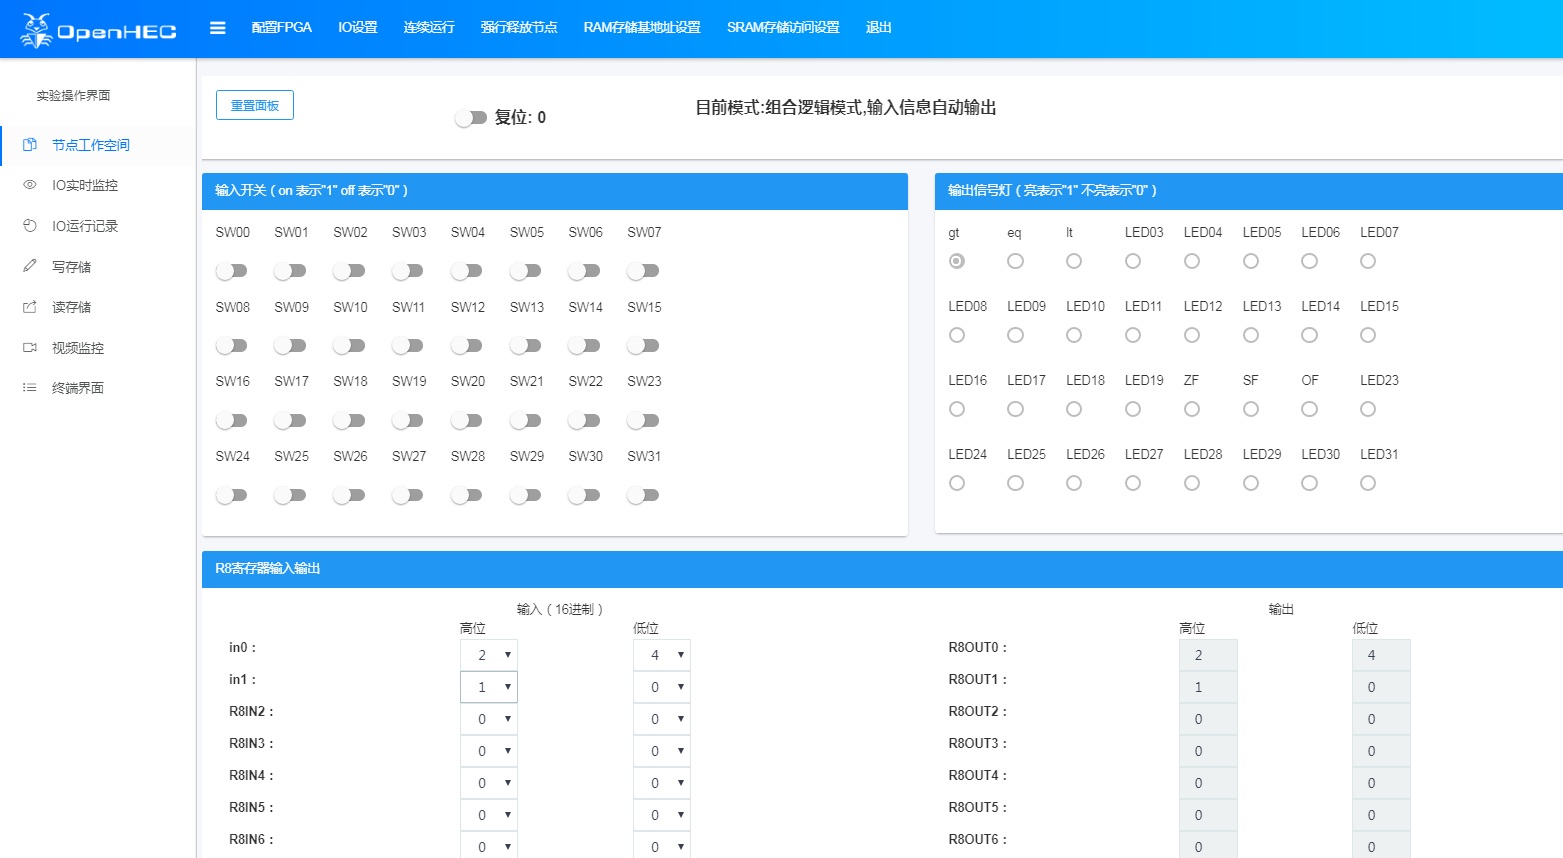 OpenHEC
配置FPGA IO设置 连续运行 强行释放节点 RAM存储基地址设置 SRAM存储访问设置 退出
实验操作界面
节点工作空间
IO实时监控
IO运行记录
写存储
读存储
视频监控
终端界面
重置面板
复位: 0
目前模式:组合逻辑模式,输入信息自动输出
输入开关（on 表示"1" off 表示"0"）
SW00 SW01 SW02 SW03 SW04 SW05 SW06 SW07
SW08 SW09 SW10 SW11 SW12 SW13 SW14 SW15
SW16 SW17 SW18 SW19 SW20 SW21 SW22 SW23
SW24 SW25 SW26 SW27 SW28 SW29 SW30 SW31
输出信号灯（亮表示"1" 不亮表示"0"）
gt eq lt LED03 LED04 LED05 LED06 LED07
LED08 LED09 LED10 LED11 LED12 LED13 LED14 LED15
LED16 LED17 LED18 LED19 ZF SF OF LED23
LED24 LED25 LED26 LED27 LED28 LED29 LED30 LED31
R8寄存器输入输出
输入（16进制） 输出
高位 低位 高位 低位
in0： 2 4 R8OUT0： 2 4
in1： 1 0 R8OUT1： 1 0
R8IN2： 0 0 R8OUT2： 0 0
R8IN3： 0 0 R8OUT3： 0 0
R8IN4： 0 0 R8OUT4： 0 0
R8IN5： 0 0 R8OUT5： 0 0
R8IN6： 0 0 R8OUT6： 0 0